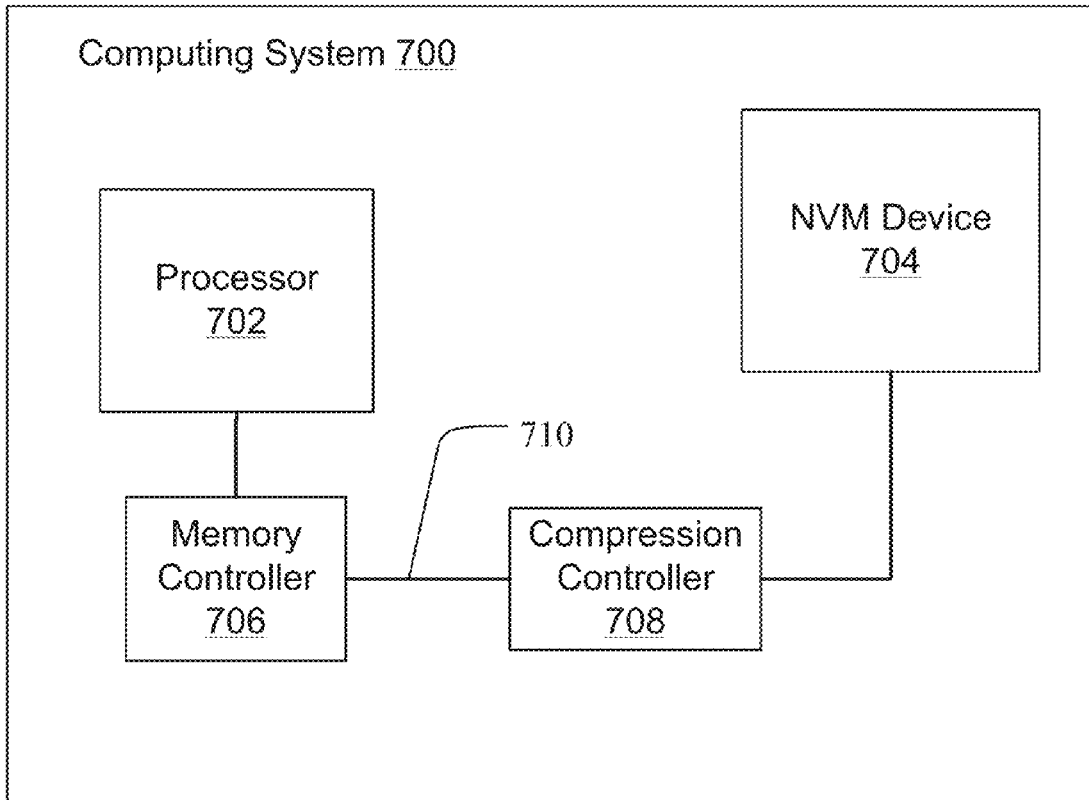 Computing System 700
NVM Device
704
Processor
702
710
Memory
Controller
706
Compression
Controller
708